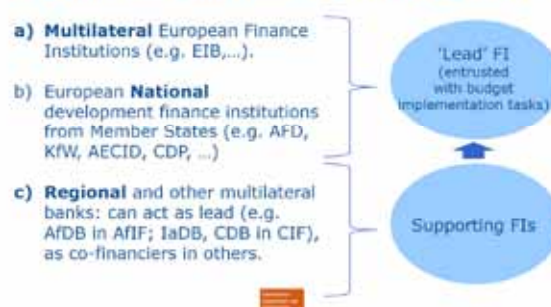 a) Multilateral European Finance
Institutions (e.g. EIB,...).
b) European National
development finance institutions
from Member States (e.g. AFD,
KfW, AECID, CDP, ...)
c) Regional and other multilateral
banks: can act as lead (e.g.
AfDB in AfIF; IaDB, CDB in CIF),
as co-financiers in others.
'Lead' FI
(entrusted
with budget
implementation tasks)
Supporting FIs